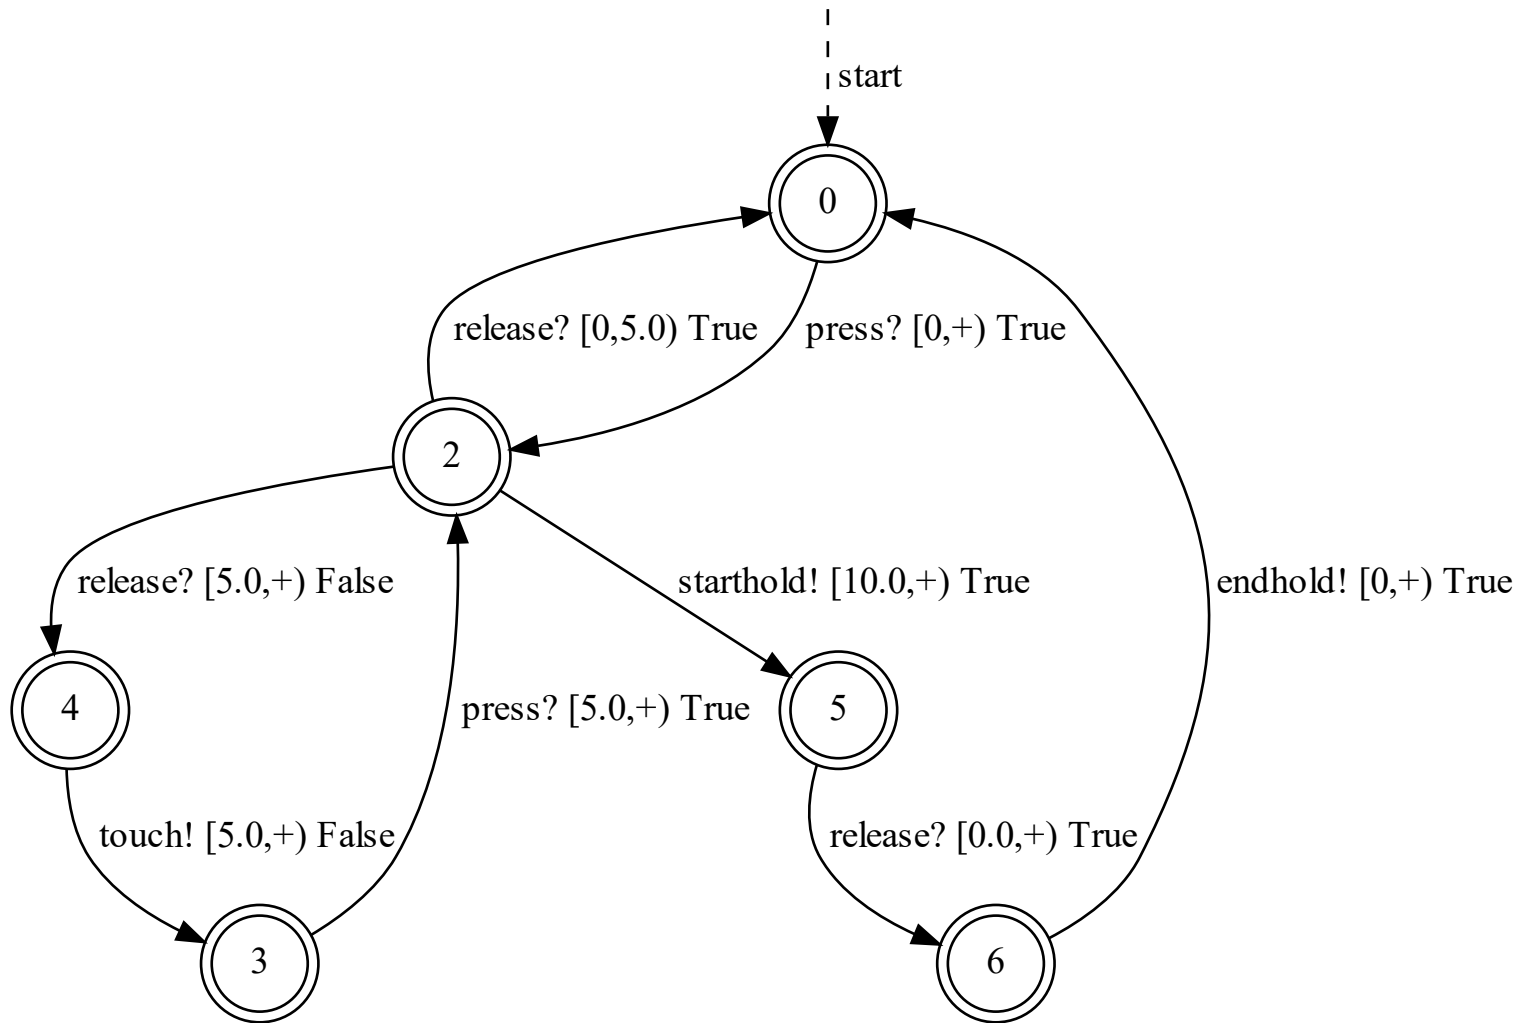 start
0
release? [0,5.0) True
press? [0,+) True
2
release? [5.0,+) False
starthold! [10.0,+) True
endhold! [0,+) True
4
press? [5.0,+) True
5
touch! [5.0,+) False
release? [0.0,+) True
3
6